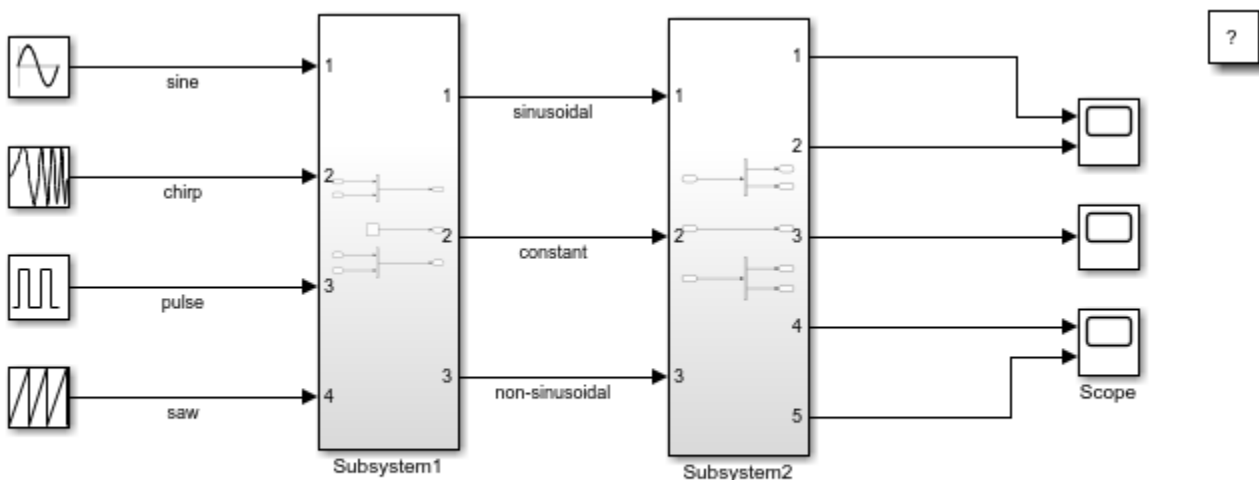 ?
sine
chirp
pulse
saw
1
2
3
4
1
2
3
Subsystem1
sinusoidal
constant
non-sinusoidal
1
2
3
1
2
3
4
5
Subsystem2
Scope